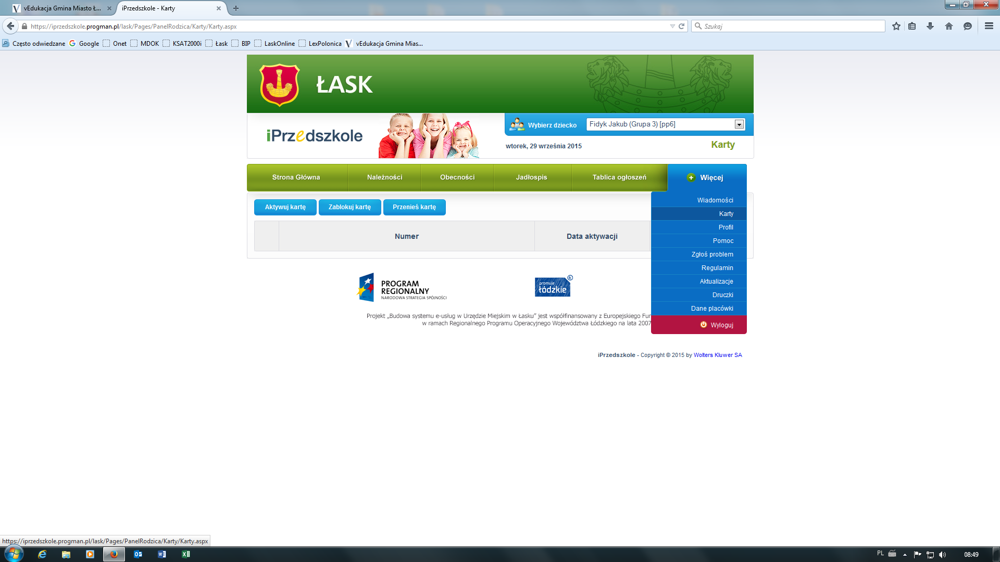 vEdukacja Gmina Miasto Ł...
iPrzedszkole - Karty
https://iprzedszkole.progman.pl/lask/Pages/PanelRodzica/Karty/Karty.aspx
Szukaj
Często odwiedzane Google Onet MDOK KSAT2000i Łask BIP LaskOnline LexPolonica vEdukacja Gmina Mias...
ŁASK
iPrzedszkole
Wybierz dziecko
Fidyk Jakub (Grupa 3) [pp6]
wtorek, 29 września 2015
Karty
Strona Główna Należności Obecności Jadłospis Tablica ogłoszeń Więcej
Wiadomości
Karty
Profil
Pomoc
Zgłoś problem
Regulamin
Aktualizacje
Druczki
Dane placówki
Wyloguj
Aktywuj kartę Zablokuj kartę Przenieś kartę
Numer Data aktywacji
PROGRAM
REGIONALNY
NARODOWA STRATEGIA SPÓJNOŚCI
promuje
łódzkie
Projekt „Budowa systemu e-usług w Urzędzie Miejskim w Łasku” jest współfinansowany z Europejskiego Fun
w ramach Regionalnego Programu Operacyjnego Województwa Łódzkiego na lata 2007
iPrzedszkole - Copyright © 2015 by Wolters Kluwer SA
https://iprzedszkole.progman.pl/lask/Pages/PanelRodzica/Karty/Karty.aspx
PL
08:49